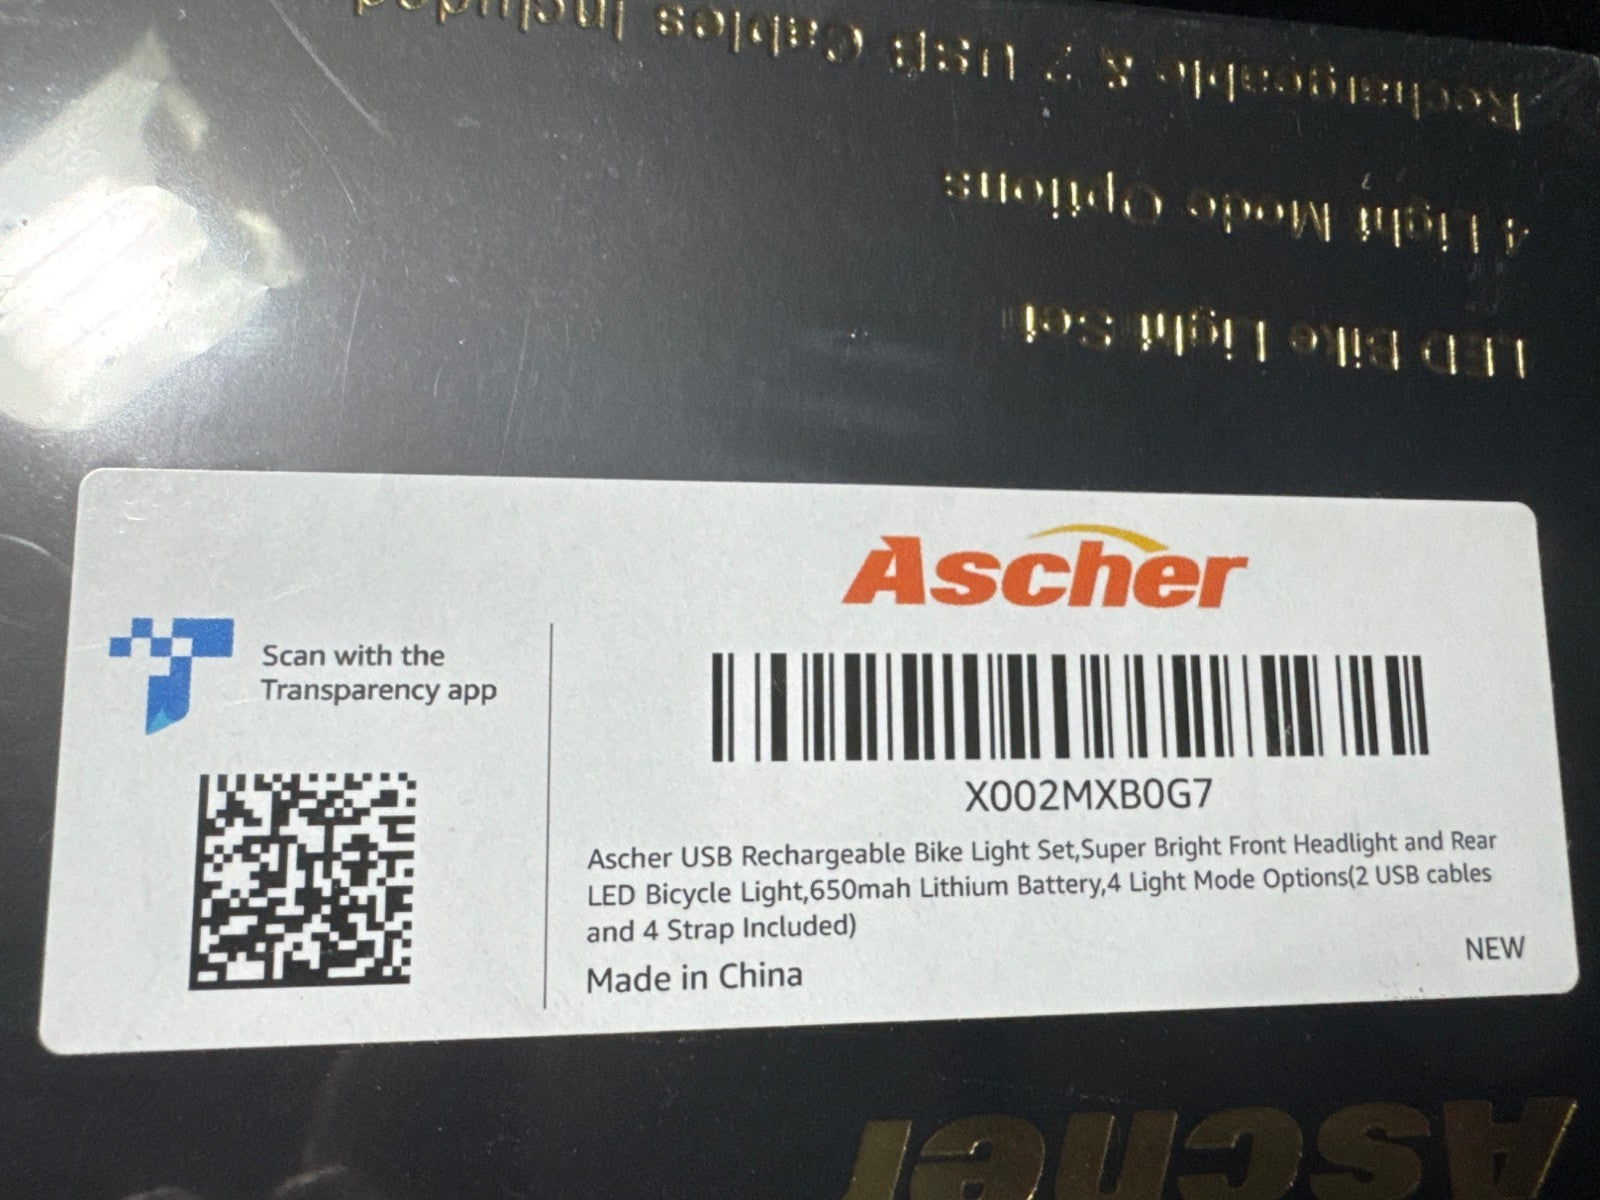 Rechargeable & 2 USB Cables Included
4 Light Mode Options
LED Bike Light Set
Ascher
Scan with the
Transparency app
X002MXB0G7
Ascher USB Rechargeable Bike Light Set,Super Bright Front Headlight and Rear
LED Bicycle Light,650mah Lithium Battery,4 Light Mode Options(2 USB cables
and 4 Strap Included)
Made in China
NEW
Ascher